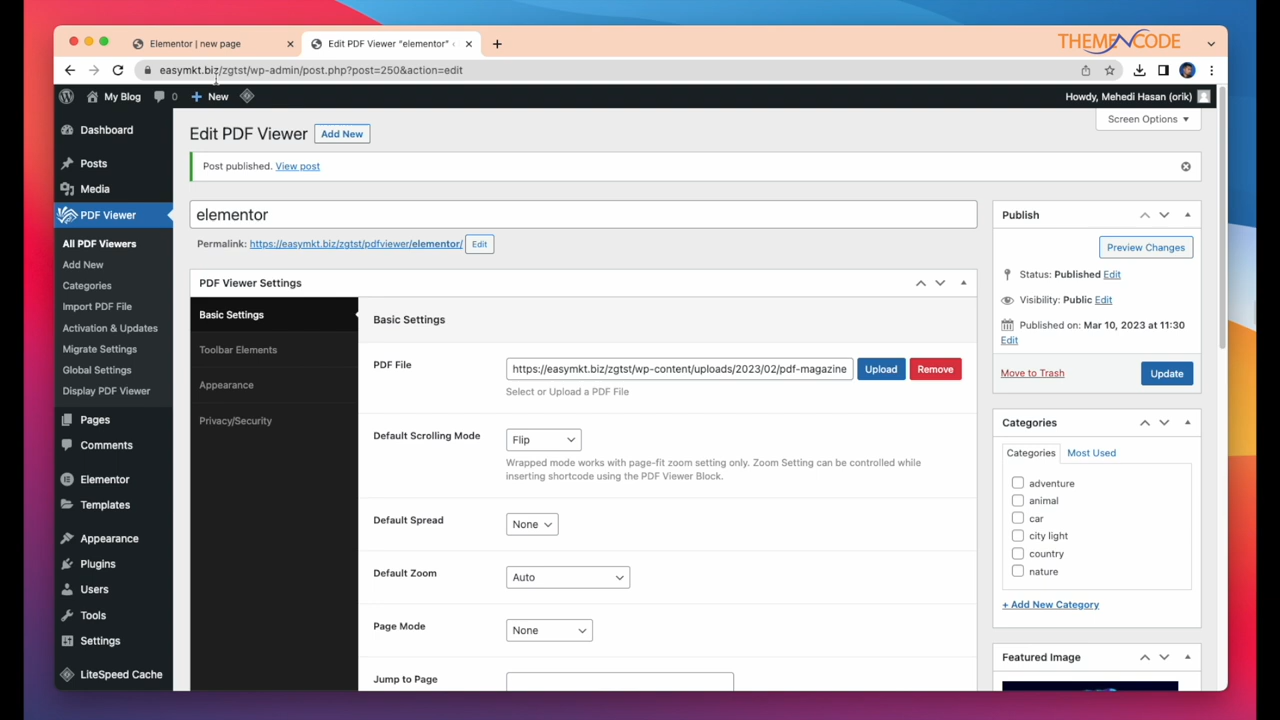 THEMENCODE
Elementor | new page
Edit PDF Viewer "elementor"
easymkt.biz/zgtst/wp-admin/post.php?post=250&action=edit
My Blog
0
+ New
Howdy, Mehedi Hasan (orik)
Dashboard
Posts
Media
PDF Viewer
All PDF Viewers
Add New
Categories
Import PDF File
Activation & Updates
Migrate Settings
Global Settings
Display PDF Viewer
Pages
Comments
Elementor
Templates
Appearance
Plugins
Users
Tools
Settings
LiteSpeed Cache
Edit PDF Viewer
Add New
Screen Options
Post published. View post
elementor
Permalink: https://easymkt.biz/zgtst/pdfviewer/elementor/ Edit
PDF Viewer Settings
Basic Settings
Toolbar Elements
Appearance
Privacy/Security
Basic Settings
PDF File
https://easymkt.biz/zgtst/wp-content/uploads/2023/02/pdf-magazine
Upload
Remove
Select or Upload a PDF File
Default Scrolling Mode
Flip
Wrapped mode works with page-fit zoom setting only. Zoom Setting can be controlled while
inserting shortcode using the PDF Viewer Block.
Default Spread
None
Default Zoom
Auto
Page Mode
None
Jump to Page
Publish
Preview Changes
Status: Published Edit
Visibility: Public Edit
Published on: Mar 10, 2023 at 11:30
Edit
Move to Trash
Update
Categories
Categories
Most Used
adventure
animal
car
city light
country
nature
+ Add New Category
Featured Image